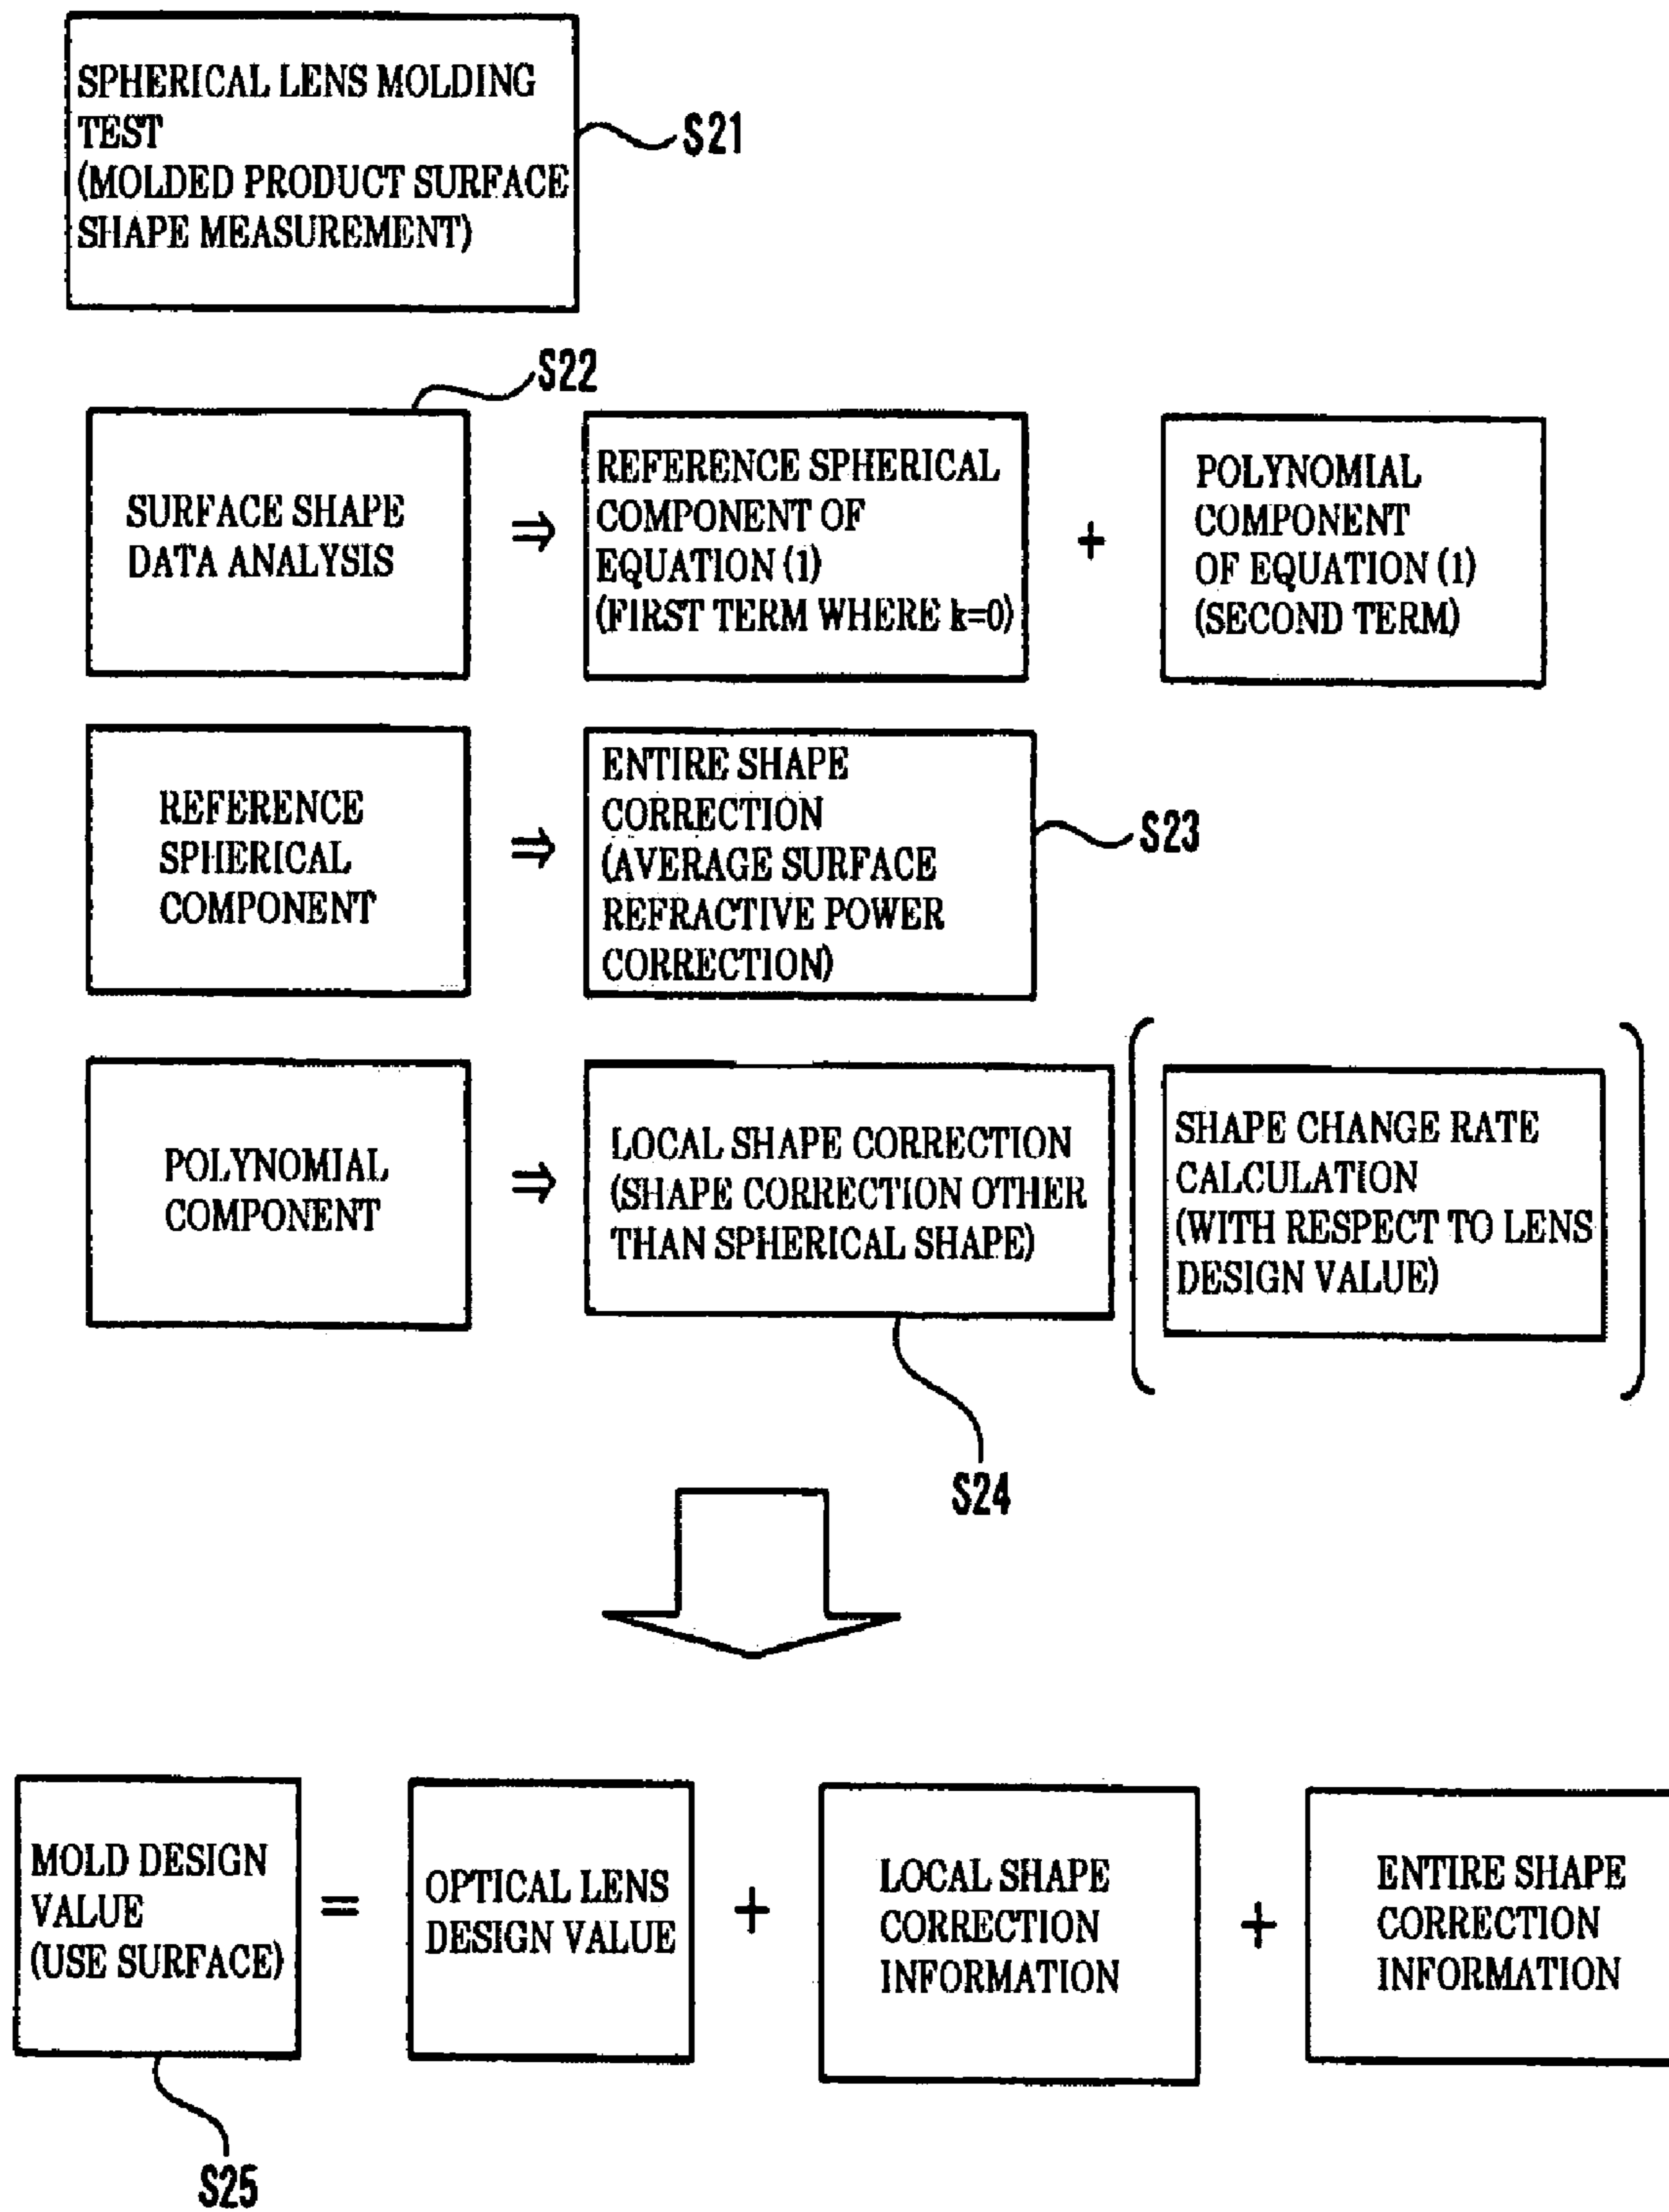 SPHERICAL LENS MOLDING
TEST
(MOLDED PRODUCT SURFACE
SHAPE MEASUREMENT)
S21
S22
SURFACE SHAPE
DATA ANALYSIS
⇒
REFERENCE SPHERICAL
COMPONENT OF
EQUATION (1)
(FIRST TERM WHERE k=0)
+
POLYNOMIAL
COMPONENT
OF EQUATION (1)
(SECOND TERM)
REFERENCE
SPHERICAL
COMPONENT
⇒
ENTIRE SHAPE
CORRECTION
(AVERAGE SURFACE
REFRACTIVE POWER
CORRECTION)
S23
POLYNOMIAL
COMPONENT
⇒
LOCAL SHAPE CORRECTION
(SHAPE CORRECTION OTHER
THAN SPHERICAL SHAPE)
SHAPE CHANGE RATE
CALCULATION
(WITH RESPECT TO LENS
DESIGN VALUE)
S24
MOLD DESIGN
VALUE
(USE SURFACE)
=
OPTICAL LENS
DESIGN VALUE
+
LOCAL SHAPE
CORRECTION
INFORMATION
+
ENTIRE SHAPE
CORRECTION
INFORMATION
S25